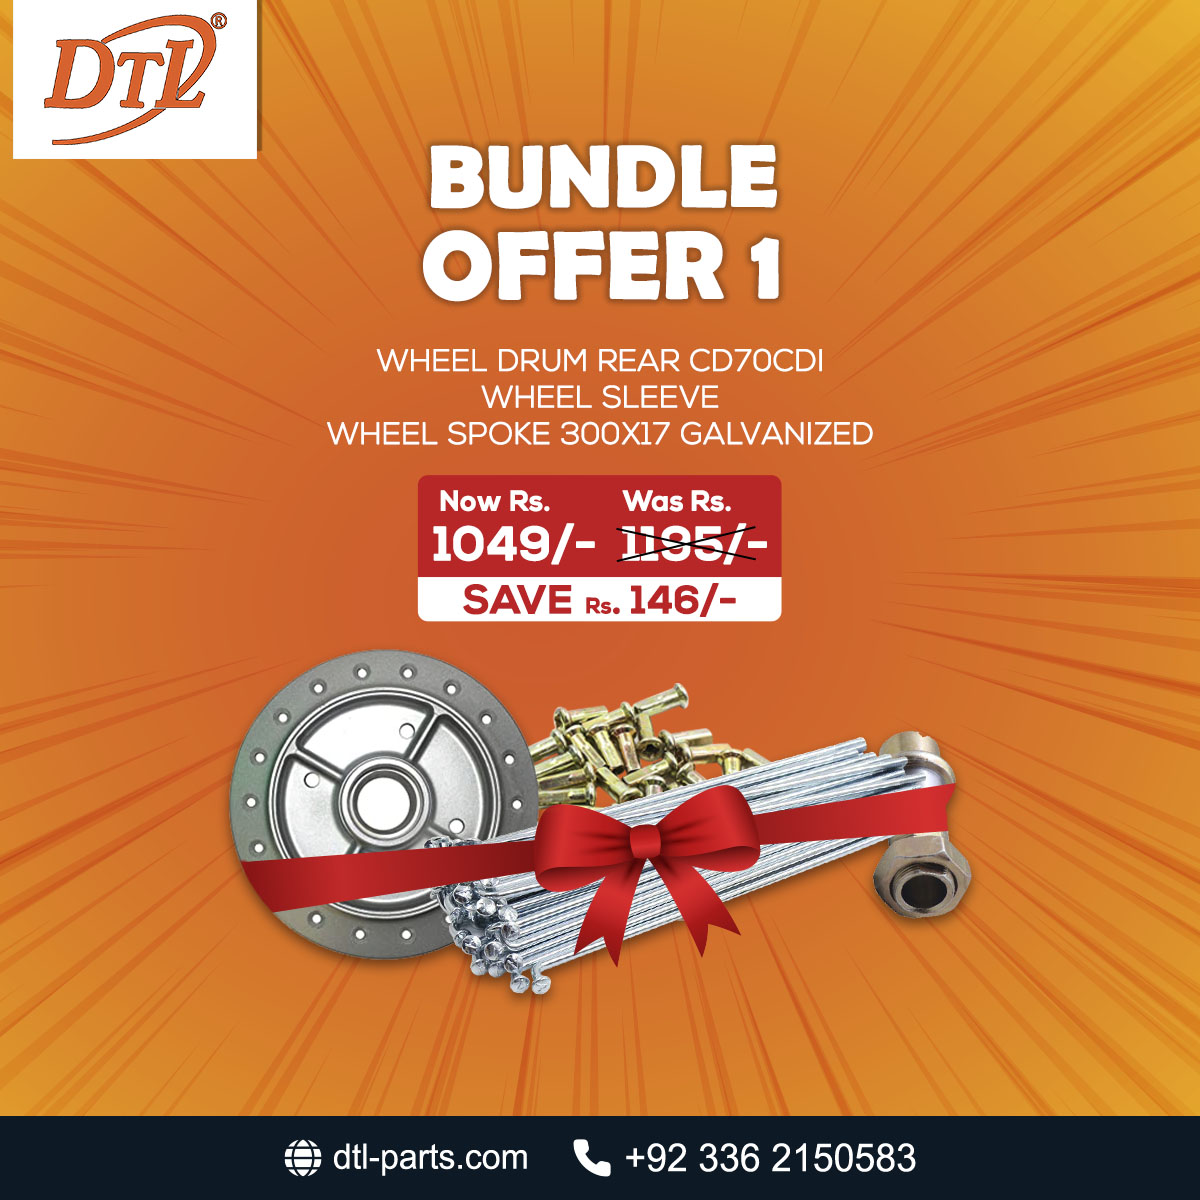 DTL®
BUNDLE
OFFER 1
WHEEL DRUM REAR CD70CDI
WHEEL SLEEVE
WHEEL SPOKE 300X17 GALVANIZED
Now Rs. Was Rs.
1049/- 1195/-
SAVE Rs. 146/-
dtl-parts.com +92 336 2150583